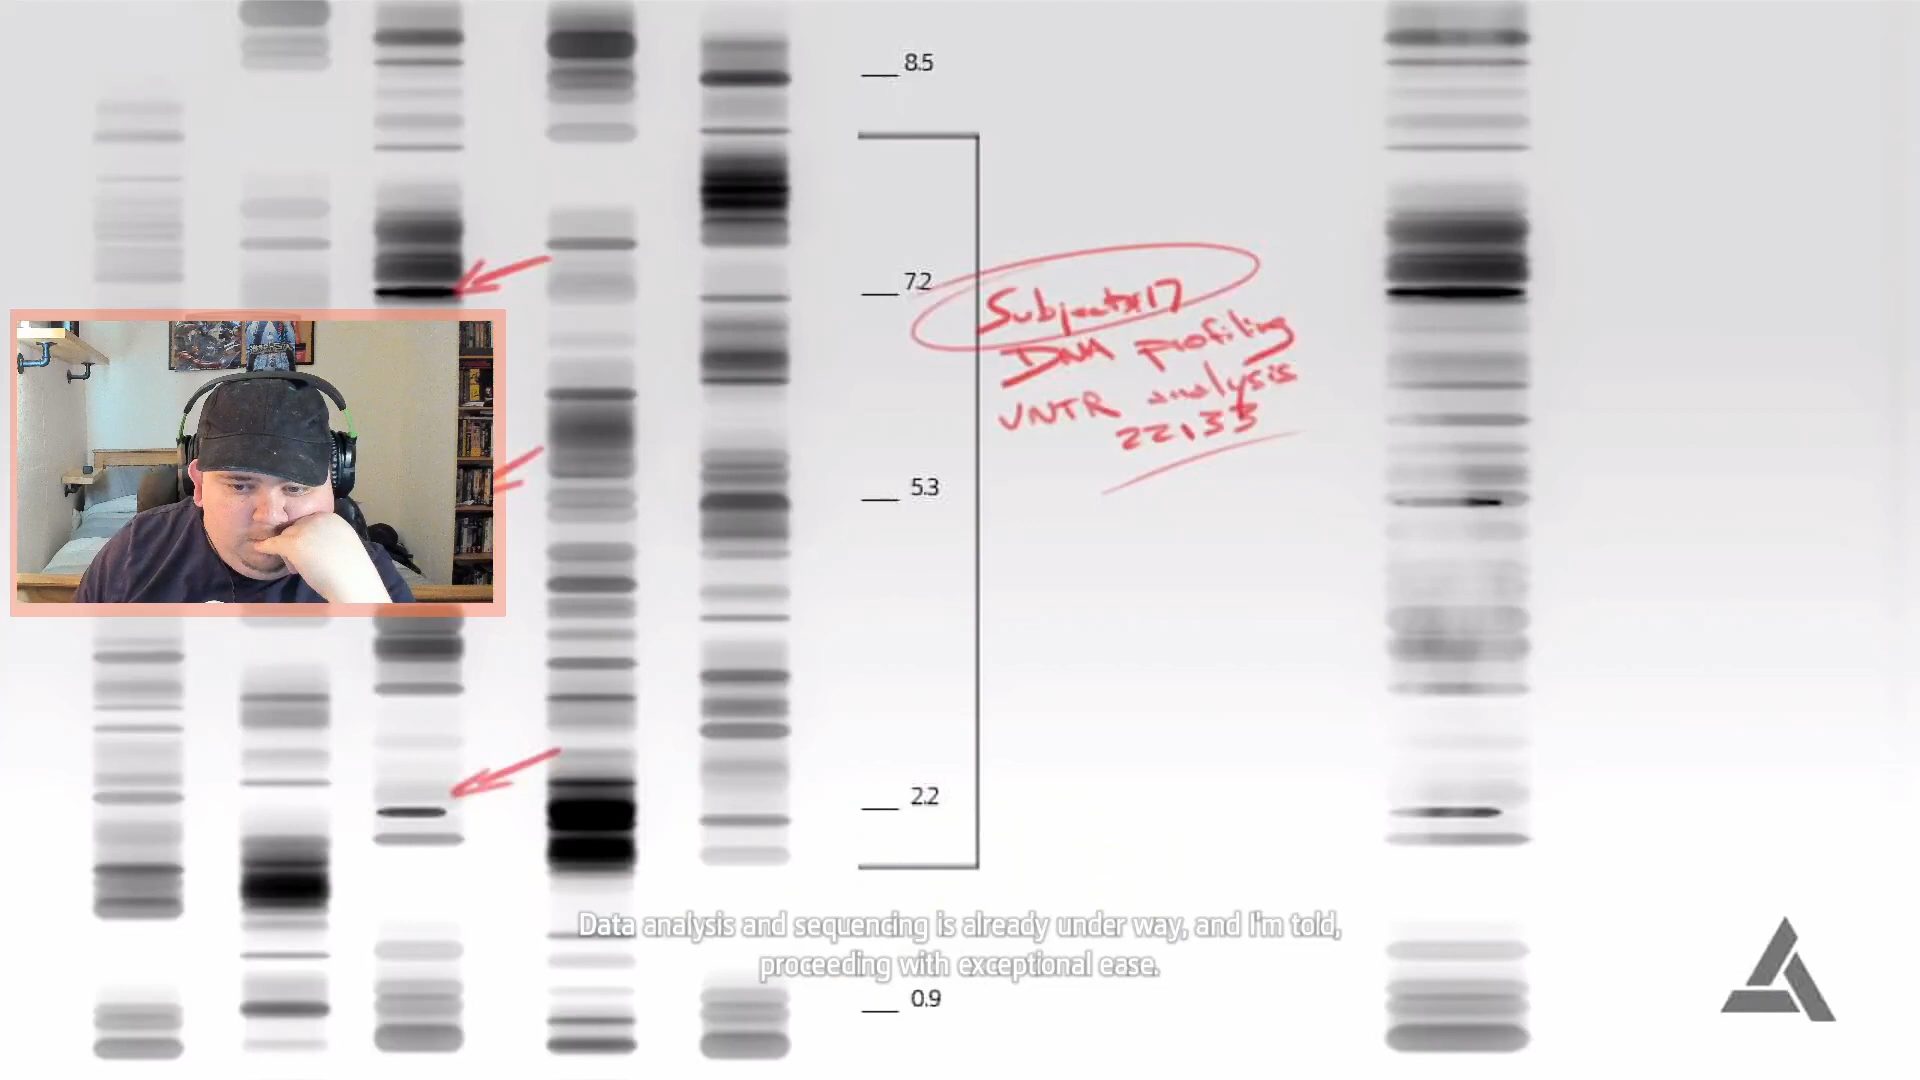 8.5
7.2
Subject 17
DNA profiling
VNTR analysis
22133
5.3
2.2
Data analysis and sequencing is already under way, and I'm told,
proceeding with exceptional ease.
0.9